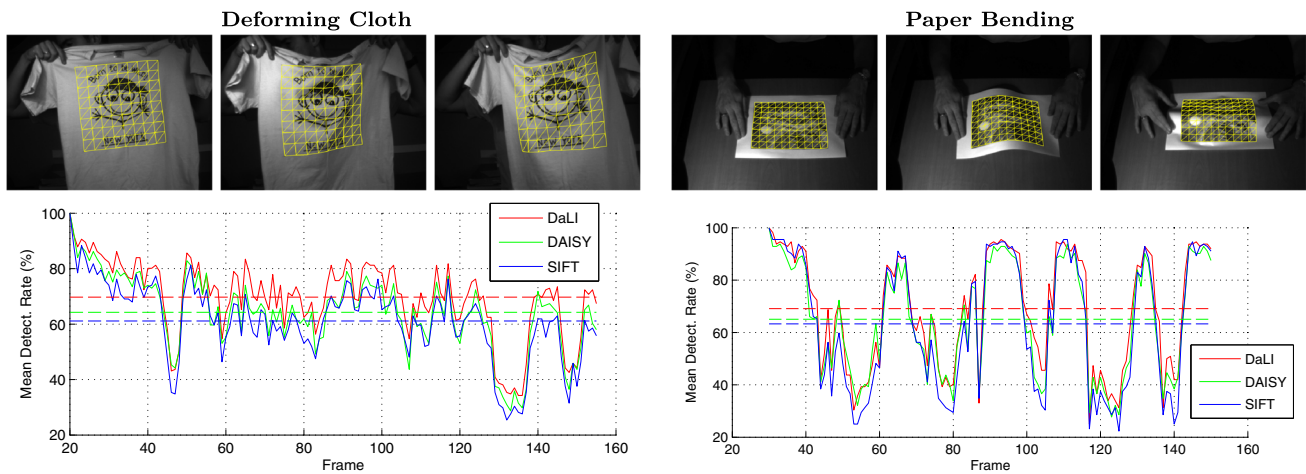 Deforming Cloth
Paper Bending
Mean Detect. Rate (%)
100
80
60
40
20
20 40 60 80 100 120 140 160
Frame
DaLI
DAISY
SIFT
Mean Detect. Rate (%)
100
80
60
40
20
20 40 60 80 100 120 140 160
Frame
DaLI
DAISY
SIFT